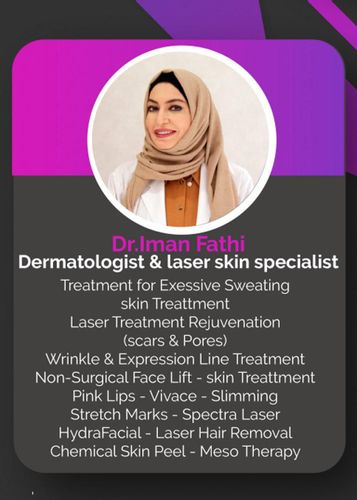 Dr.Iman Fathi
Dermatologist & laser skin specialist
Treatment for Exessive Sweating
skin Treattment
Laser Treatment Rejuvenation
(scars & Pores)
Wrinkle & Expression Line Treatment
Non-Surgical Face Lift - skin Treattment
Pink Lips - Vivace - Slimming
Stretch Marks - Spectra Laser
HydraFacial - Laser Hair Removal
Chemical Skin Peel - Meso Therapy